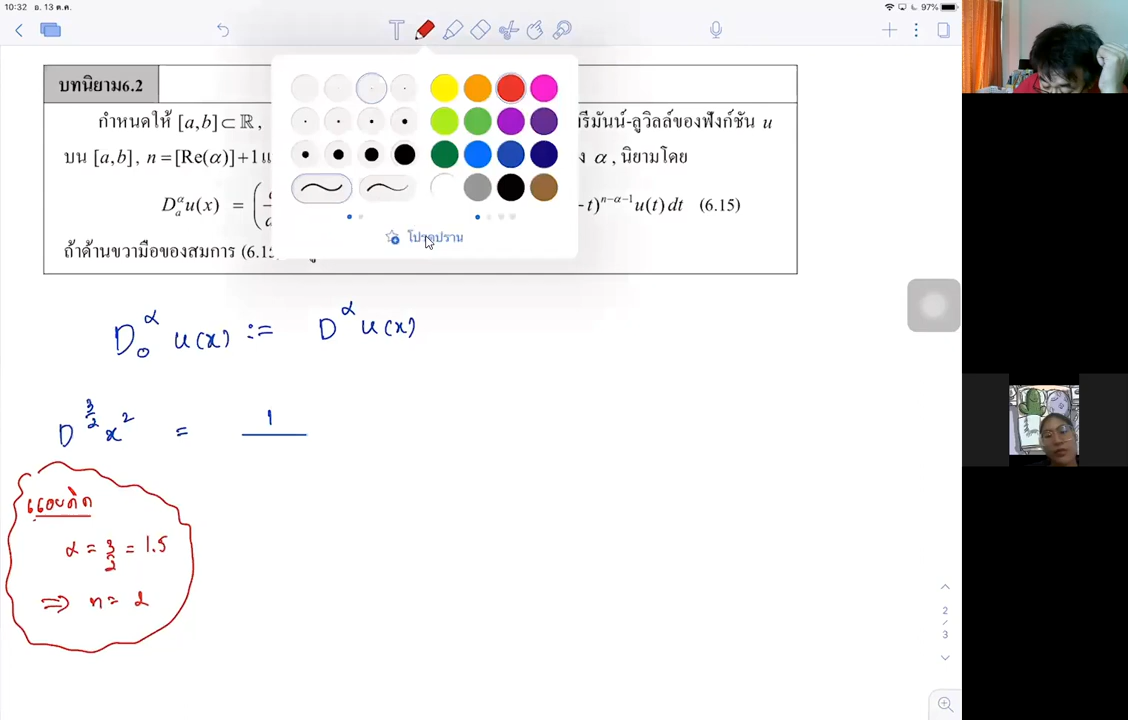 10:32 อ. 13 ต.ค.
97%
บทนิยาม6.2
กำหนดให้ [a,b]⊂ℝ, รีมันน์-ลูวิลล์ของฟังก์ชัน u
บน [a,b], n=[Re(α)]+1 α, นิยามโดย
D_a^α u(x) = ( t)^{n-α-1} u(t) dt (6.15)
ถ้าด้านขวามือของสมการ (6.15
โปรดปราน
D_0^α u(x) := D^α u(x)
D^{3/2} x^2 = 1
แอบคิด
α = 3/2 = 1.5
⇒ n = 2
2
/
3